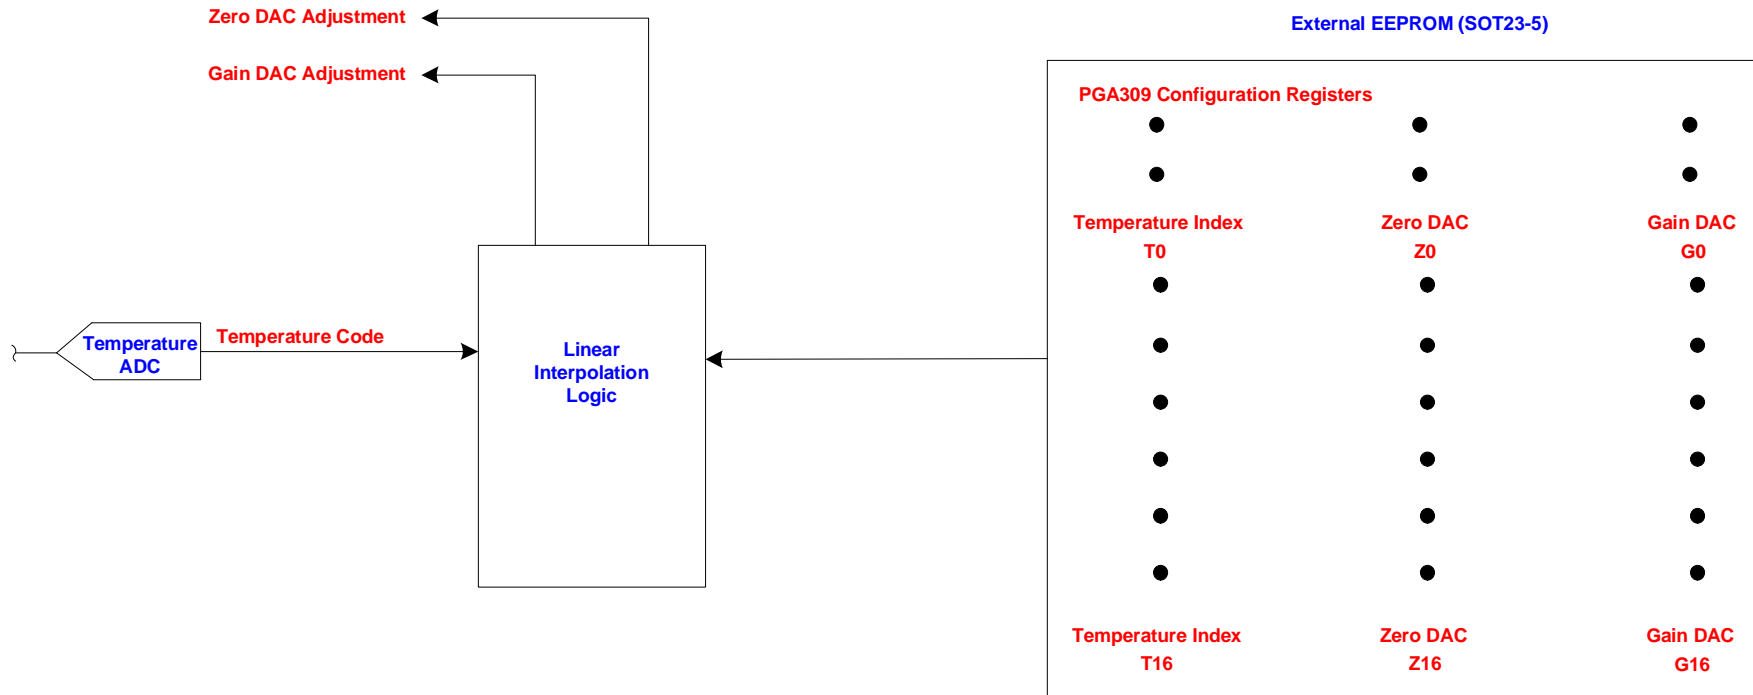 Zero DAC Adjustment
Gain DAC Adjustment
External EEPROM (SOT23-5)
PGA309 Configuration Registers
Temperature Index
T0
Zero DAC
Z0
Gain DAC
G0
Temperature
ADC
Temperature Code
Linear
Interpolation
Logic
Temperature Index
T16
Zero DAC
Z16
Gain DAC
G16